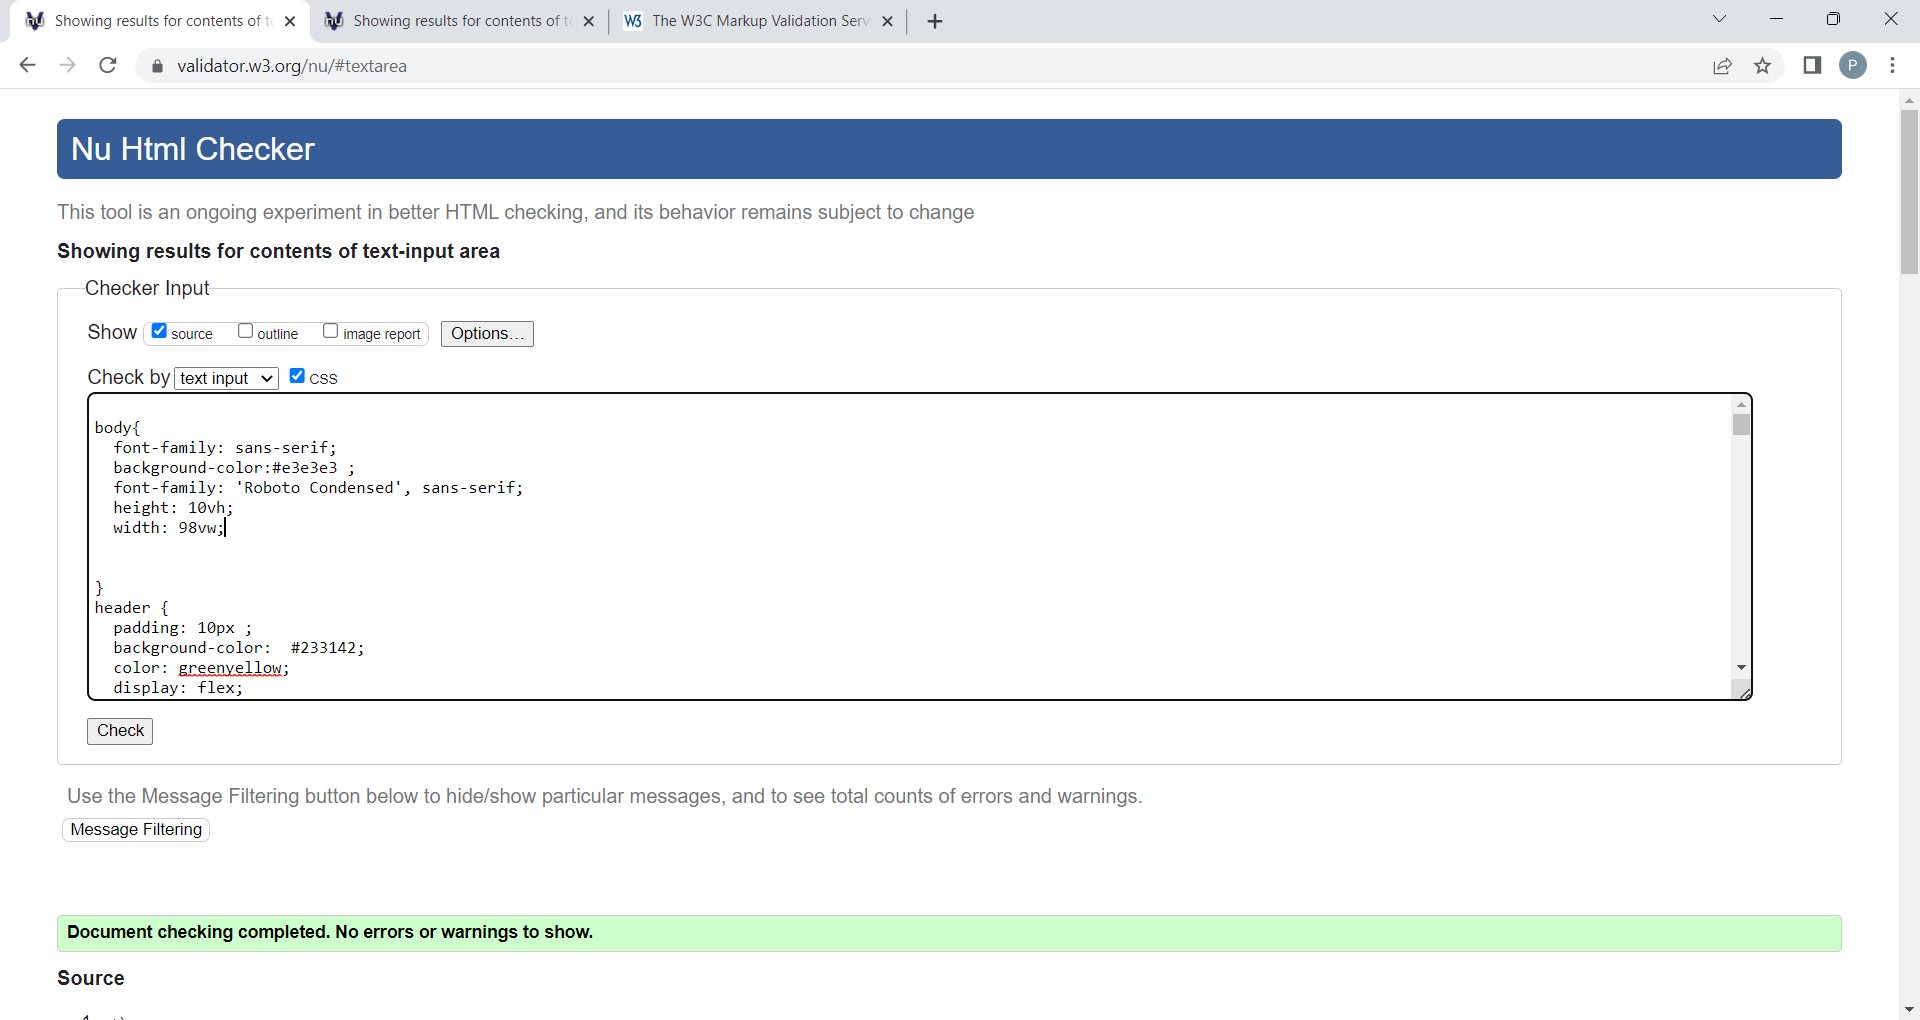 Showing results for contents of t
Showing results for contents of t
The W3C Markup Validation Serv
validator.w3.org/nu/#textarea
P
Nu Html Checker
This tool is an ongoing experiment in better HTML checking, and its behavior remains subject to change
Showing results for contents of text-input area
Checker Input
Show source outline image report Options...
Check by text input CSS
body{
font-family: sans-serif;
background-color:#e3e3e3 ;
font-family: 'Roboto Condensed', sans-serif;
height: 10vh;
width: 98vw;
}
header {
padding: 10px ;
background-color:  #233142;
color: greenyellow;
display: flex;
Check
Use the Message Filtering button below to hide/show particular messages, and to see total counts of errors and warnings.
Message Filtering
Document checking completed. No errors or warnings to show.
Source